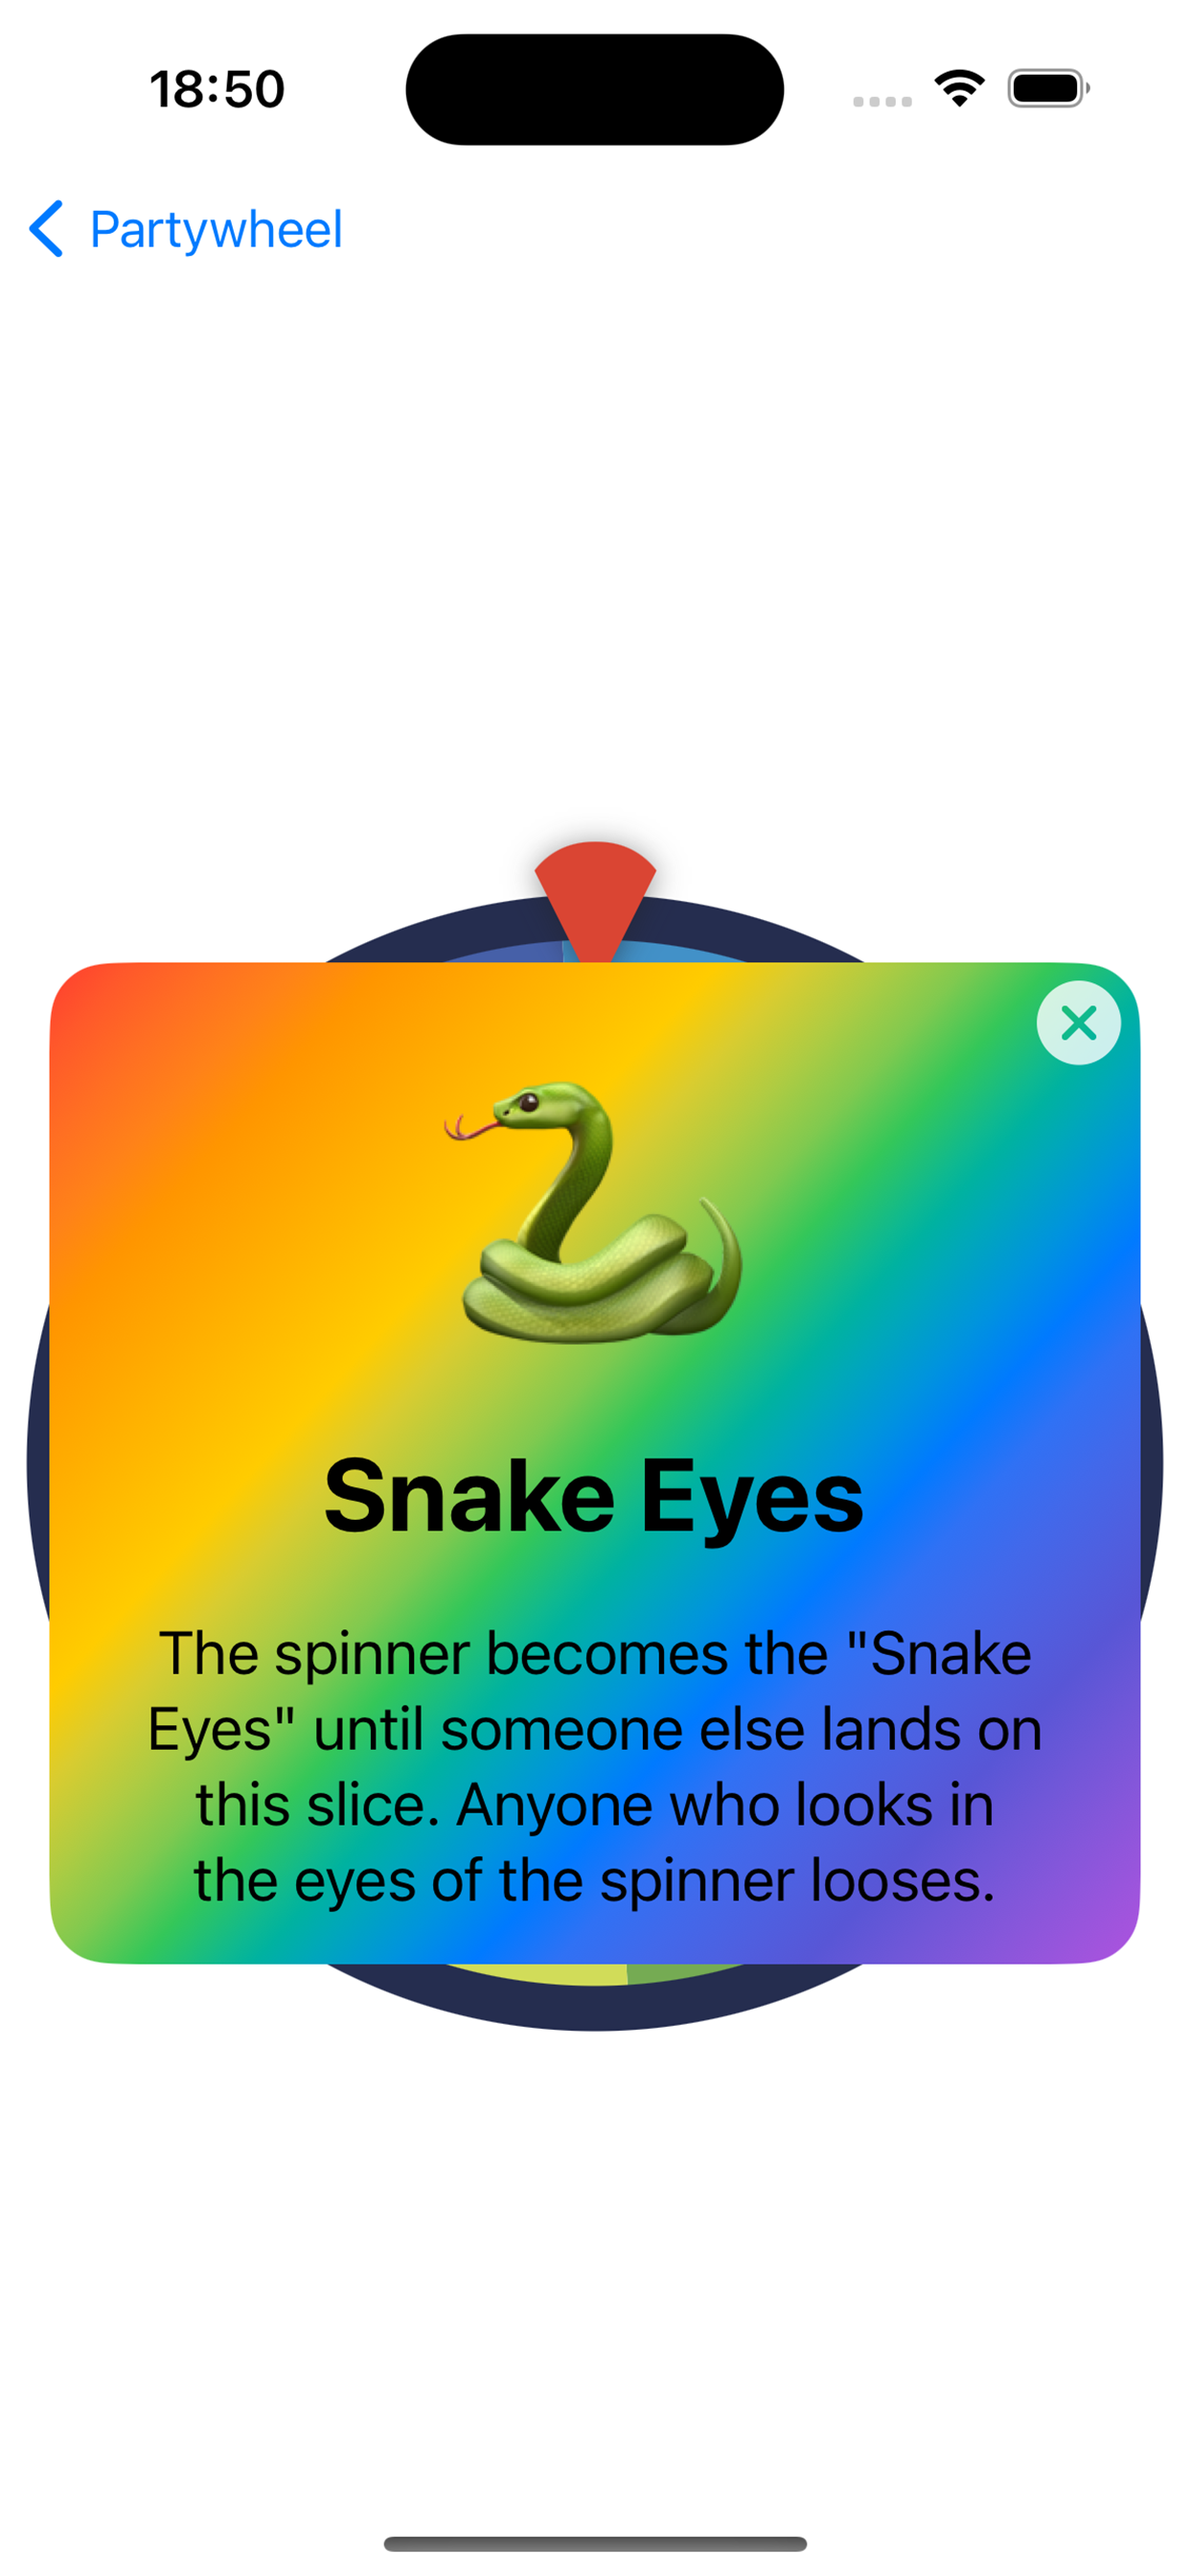 18:50
Partywheel
Snake Eyes
The spinner becomes the "Snake
Eyes" until someone else lands on
this slice. Anyone who looks in
the eyes of the spinner looses.